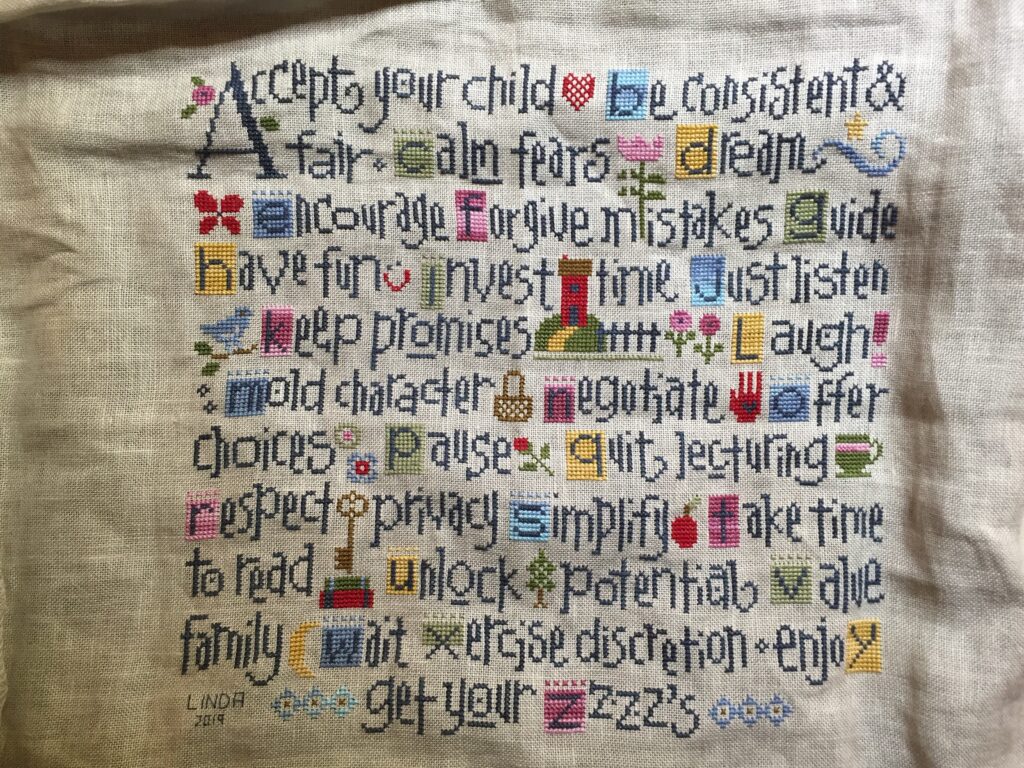 Accept your child be consistent &
fair calm fears dream
encourage forgive mistakes guide
have fun invest time Just listen
keep promises Laugh!
mold character negotiate offer
choices Pause quit lecturing
respect privacy simplify take time
to read unlock potential value
family wait Xercise discretion enjoy
LINDA get your Zzzzz's
2019